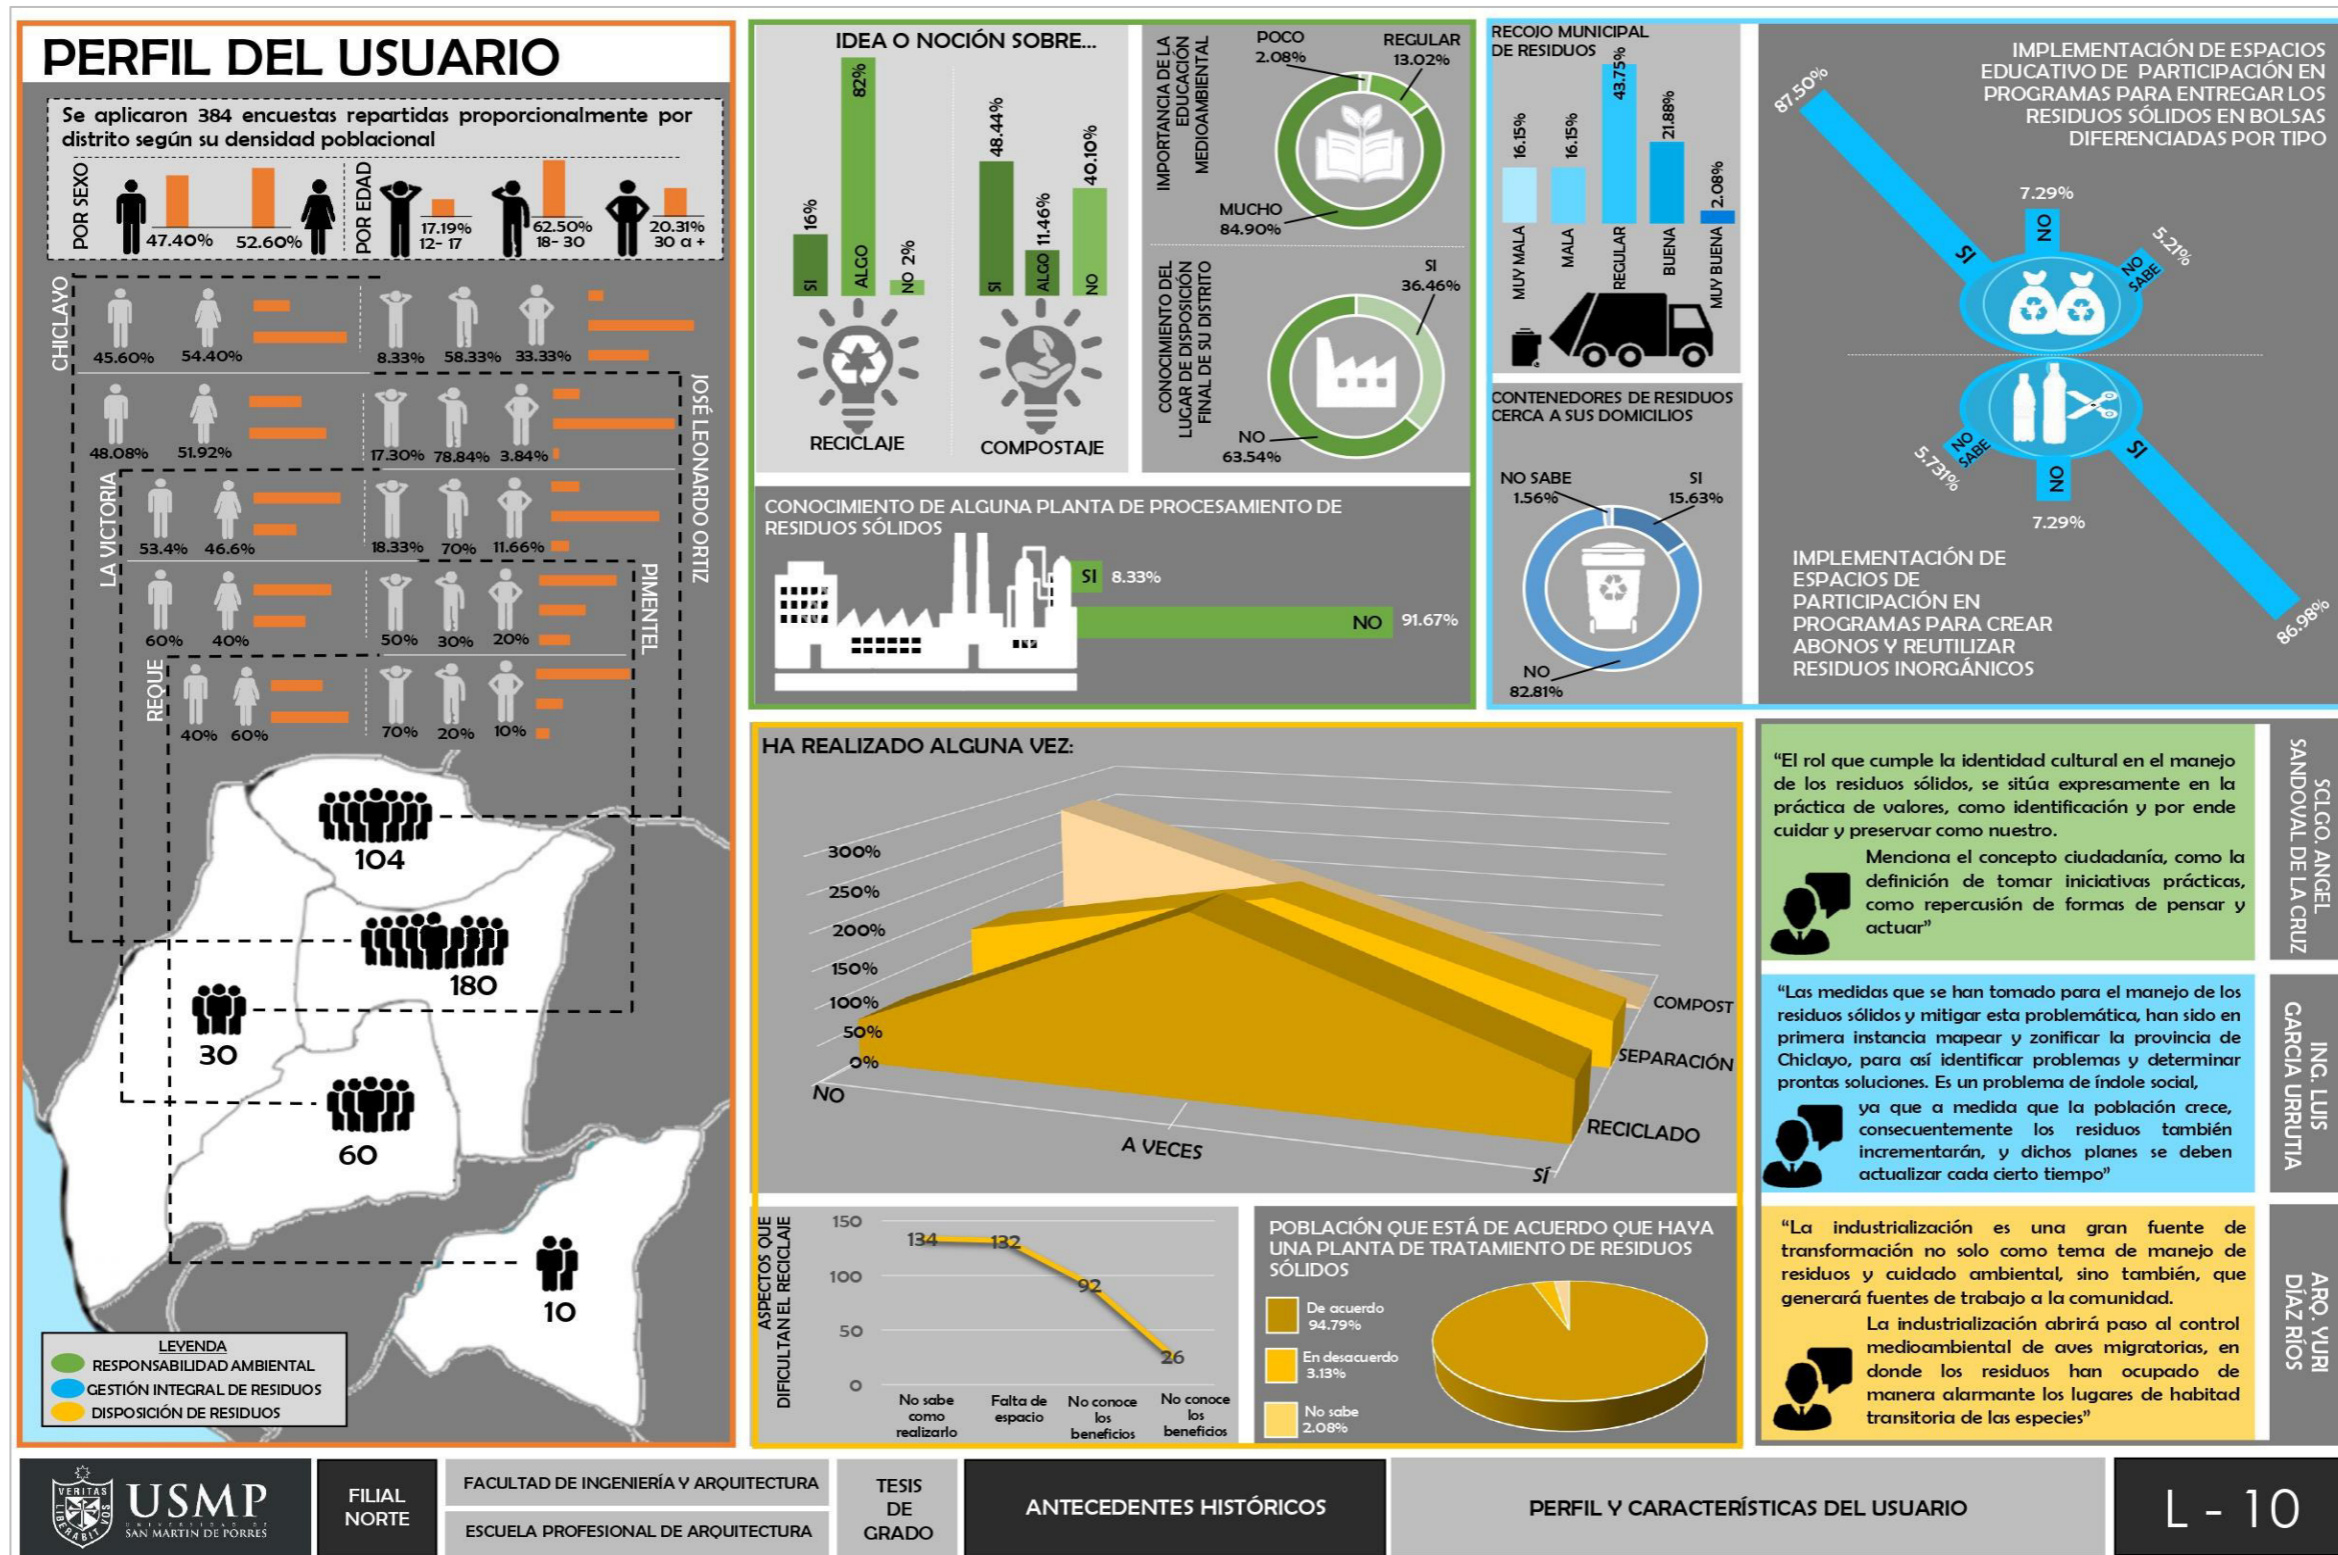 PERFIL DEL USUARIO
Se aplicaron 384 encuestas repartidas proporcionalmente por
distrito según su densidad poblacional
POR SEXO
47.40%
52.60%
POR EDAD
17.19%
12- 17
62.50%
18- 30
20.31%
30 a +
CHICLAYO
45.60%
54.40%
8.33%
58.33%
33.33%
JOSÉ LEONARDO ORTIZ
48.08%
51.92%
17.30%
78.84%
3.84%
LA VICTORIA
53.4%
46.6%
18.33%
70%
11.66%
PIMENTEL
60%
40%
50%
30%
20%
REQUE
40%
60%
70%
20%
10%
104
180
30
60
10
LEYENDA
RESPONSABILIDAD AMBIENTAL
GESTIÓN INTEGRAL DE RESIDUOS
DISPOSICIÓN DE RESIDUOS
IDEA O NOCIÓN SOBRE...
16%
SI
82%
ALGO
NO 2%
RECICLAJE
48.44%
SI
11.46%
ALGO
40.10%
NO
COMPOSTAJE
IMPORTANCIA DE LA
EDUCACIÓN
MEDIOAMBIENTAL
POCO
2.08%
REGULAR
13.02%
MUCHO
84.90%
CONOCIMIENTO DEL
LUGAR DE DISPOSICIÓN
FINAL DE SU DISTRITO
SI
36.46%
NO
63.54%
CONOCIMIENTO DE ALGUNA PLANTA DE PROCESAMIENTO DE
RESIDUOS SÓLIDOS
SI 8.33%
NO 91.67%
RECOJO MUNICIPAL
DE RESIDUOS
16.15%
MUY MALA
16.15%
MALA
43.75%
REGULAR
21.88%
BUENA
2.08%
MUY BUENA
CONTENEDORES DE RESIDUOS
CERCA A SUS DOMICILIOS
NO SABE
1.56%
SI
15.63%
NO
82.81%
IMPLEMENTACIÓN DE ESPACIOS
EDUCATIVO DE PARTICIPACIÓN EN
PROGRAMAS PARA ENTREGAR LOS
RESIDUOS SÓLIDOS EN BOLSAS
DIFERENCIADAS POR TIPO
87.50%
SI
7.29%
NO
5.21%
NO
SABE
5.731%
NO
SABE
NO
7.29%
SI
86.98%
IMPLEMENTACIÓN DE
ESPACIOS DE
PARTICIPACIÓN EN
PROGRAMAS PARA CREAR
ABONOS Y REUTILIZAR
RESIDUOS INORGÁNICOS
HA REALIZADO ALGUNA VEZ:
300%
250%
200%
150%
100%
50%
0%
NO
A VECES
SÍ
COMPOST
SEPARACIÓN
RECICLADO
ASPECTOS QUE
DIFICULTAN EL RECICLAJE
150
100
50
0
134
132
92
26
No sabe
como
realizarlo
Falta de
espacio
No conoce
los
beneficios
No conoce
los
beneficios
POBLACIÓN QUE ESTÁ DE ACUERDO QUE HAYA
UNA PLANTA DE TRATAMIENTO DE RESIDUOS
SÓLIDOS
De acuerdo
94.79%
En desacuerdo
3.13%
No sabe
2.08%
"El rol que cumple la identidad cultural en el manejo
de los residuos sólidos, se sitúa expresamente en la
práctica de valores, como identificación y por ende
cuidar y preservar como nuestro.
Menciona el concepto ciudadanía, como la
definición de tomar iniciativas prácticas,
como repercusión de formas de pensar y
actuar"
SCLGO. ANGEL
SANDOVAL DE LA CRUZ
"Las medidas que se han tomado para el manejo de los
residuos sólidos y mitigar esta problemática, han sido en
primera instancia mapear y zonificar la provincia de
Chiclayo, para así identificar problemas y determinar
prontas soluciones. Es un problema de índole social,
ya que a medida que la población crece,
consecuentemente los residuos también
incrementarán, y dichos planes se deben
actualizar cada cierto tiempo"
ING. LUIS
GARCIA URRUTIA
"La industrialización es una gran fuente de
transformación no solo como tema de manejo de
residuos y cuidado ambiental, sino también, que
generará fuentes de trabajo a la comunidad.
La industrialización abrirá paso al control
medioambiental de aves migratorias, en
donde los residuos han ocupado de
manera alarmante los lugares de habitad
transitoria de las especies"
ARQ. YURI
DÍAZ RÍOS
VERITAS
LIBERABIT VOS
USMP
UNIVERSIDAD DE
SAN MARTIN DE PORRES
FILIAL
NORTE
FACULTAD DE INGENIERÍA Y ARQUITECTURA
ESCUELA PROFESIONAL DE ARQUITECTURA
TESIS
DE
GRADO
ANTECEDENTES HISTÓRICOS
PERFIL Y CARACTERÍSTICAS DEL USUARIO
L - 10